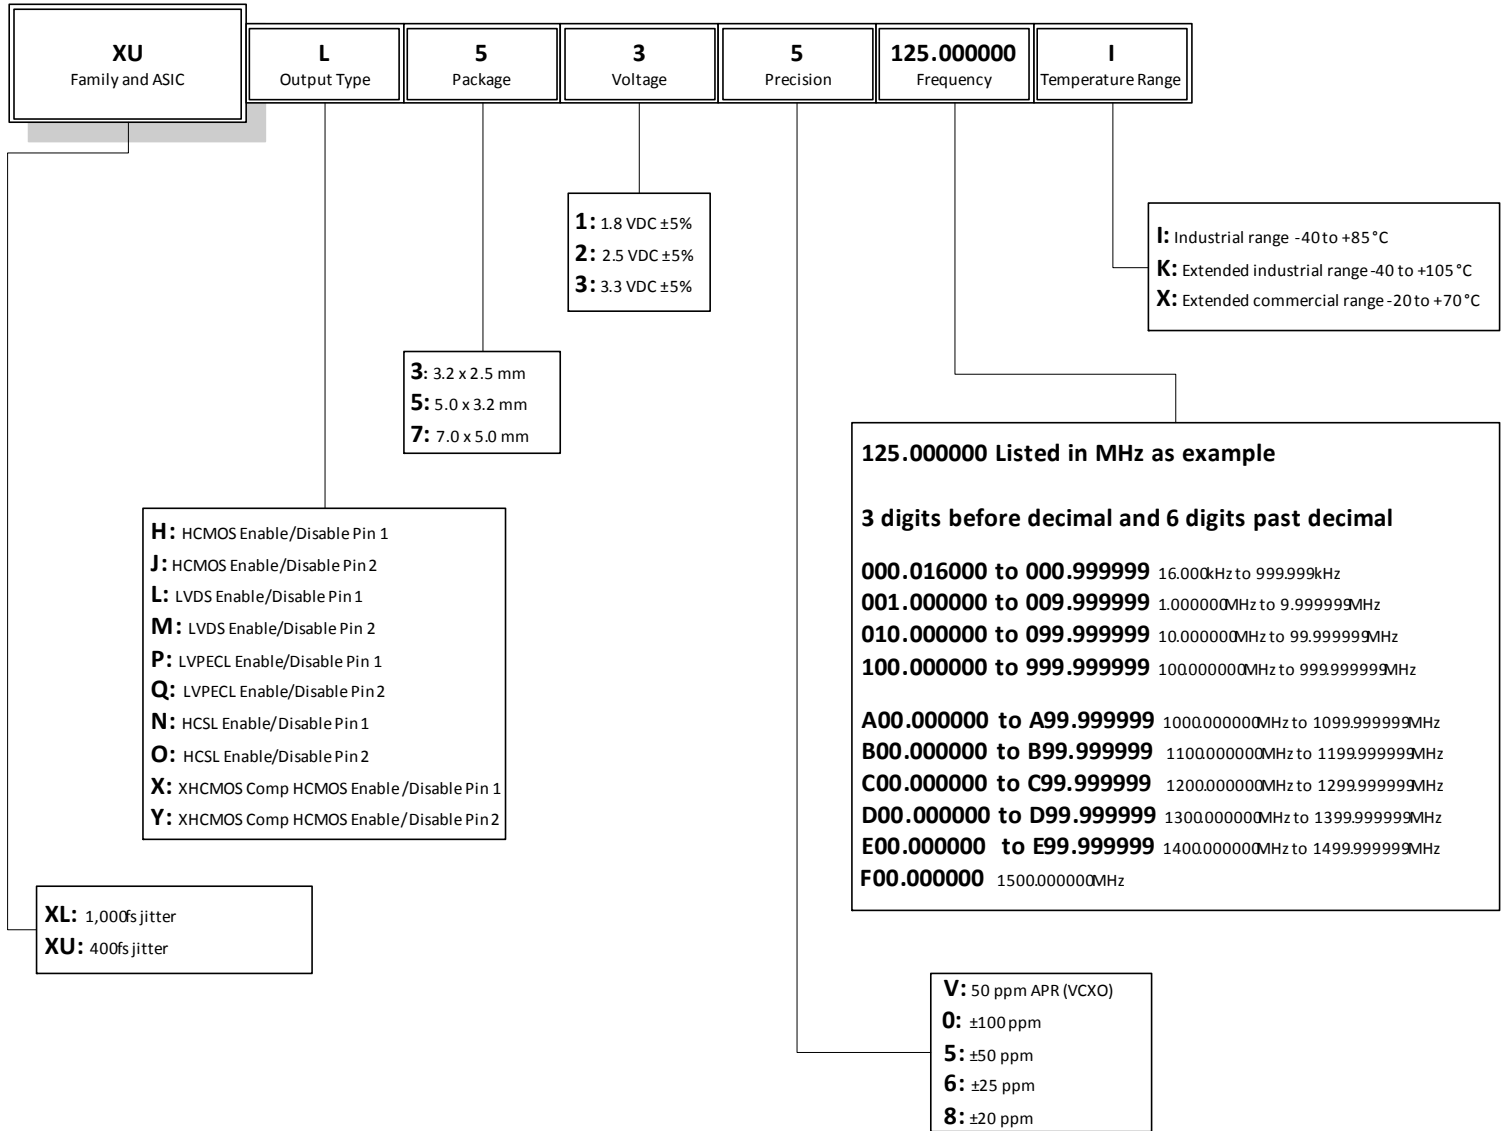 XU
Family and ASIC
L
Output Type
5
Package
3
Voltage
5
Precision
125.000000
Frequency
I
Temperature Range
1: 1.8 VDC ±5%
2: 2.5 VDC ±5%
3: 3.3 VDC ±5%
I: Industrial range -40 to +85 °C
K: Extended industrial range -40 to +105 °C
X: Extended commercial range -20 to +70 °C
3: 3.2 x 2.5 mm
5: 5.0 x 3.2 mm
7: 7.0 x 5.0 mm
125.000000 Listed in MHz as example
3 digits before decimal and 6 digits past decimal
000.016000 to 000.999999 16.000kHz to 999.999kHz
001.000000 to 009.999999 1.000000MHz to 9.999999MHz
010.000000 to 099.999999 10.000000MHz to 99.999999MHz
100.000000 to 999.999999 100.000000MHz to 999.999999MHz
A00.000000 to A99.999999 1000.000000MHz to 1099.999999MHz
B00.000000 to B99.999999 1100.000000MHz to 1199.999999MHz
C00.000000 to C99.999999 1200.000000MHz to 1299.999999MHz
D00.000000 to D99.999999 1300.000000MHz to 1399.999999MHz
E00.000000 to E99.999999 1400.000000MHz to 1499.999999MHz
F00.000000 1500.000000MHz
H: HCMOS Enable/Disable Pin 1
J: HCMOS Enable/Disable Pin 2
L: LVDS Enable/Disable Pin 1
M: LVDS Enable/Disable Pin 2
P: LVPECL Enable/Disable Pin 1
Q: LVPECL Enable/Disable Pin 2
N: HCSL Enable/Disable Pin 1
O: HCSL Enable/Disable Pin 2
X: XHCMOS Comp HCMOS Enable/Disable Pin 1
Y: XHCMOS Comp HCMOS Enable/Disable Pin 2
XL: 1,000fs jitter
XU: 400fs jitter
V: 50 ppm APR (VCXO)
0: ±100 ppm
5: ±50 ppm
6: ±25 ppm
8: ±20 ppm